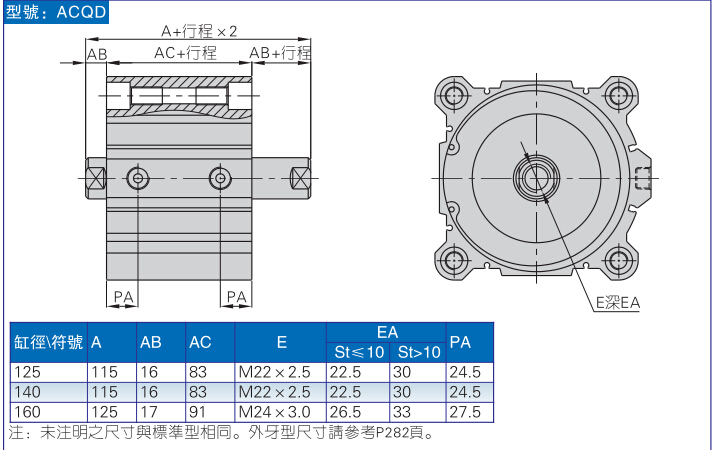 型號：ACQD
A+行程×2
AB AC+行程 AB+行程
PA PA
E深EA
缸徑\符號 A AB AC E EA PA
St≤10 St>10
125 115 16 83 M22×2.5 22.5 30 24.5
140 115 16 83 M22×2.5 22.5 30 24.5
160 125 17 91 M24×3.0 26.5 33 27.5
注：未注明之尺寸與標準型相同。外牙型尺寸請參考P282頁。